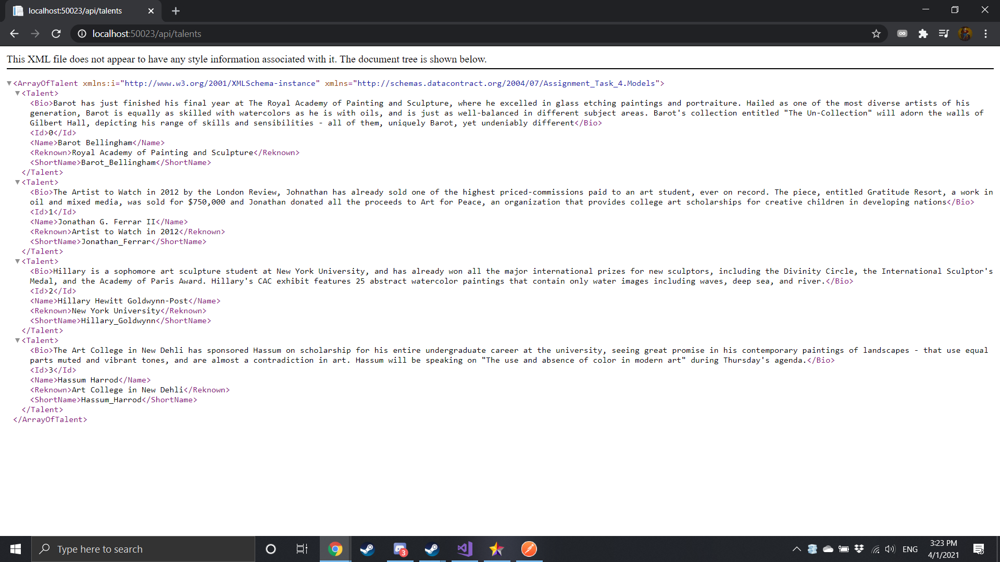 localhost:50023/api/talents
localhost:50023/api/talents
This XML file does not appear to have any style information associated with it. The document tree is shown below.
▼<ArrayOfTalent xmlns:i="http://www.w3.org/2001/XMLSchema-instance" xmlns="http://schemas.datacontract.org/2004/07/Assignment_Task_4.Models">
▼<Talent>
<Bio>Barot has just finished his final year at The Royal Academy of Painting and Sculpture, where he excelled in glass etching paintings and portraiture. Hailed as one of the most diverse artists of his
generation, Barot is equally as skilled with watercolors as he is with oils, and is just as well-balanced in different subject areas. Barot's collection entitled "The Un-Collection" will adorn the walls of
Gilbert Hall, depicting his range of skills and sensibilities - all of them, uniquely Barot, yet undeniably different</Bio>
<Id>0</Id>
<Name>Barot Bellingham</Name>
<Reknown>Royal Academy of Painting and Sculpture</Reknown>
<ShortName>Barot_Bellingham</ShortName>
</Talent>
▼<Talent>
<Bio>The Artist to Watch in 2012 by the London Review, Johnathan has already sold one of the highest priced-commissions paid to an art student, ever on record. The piece, entitled Gratitude Resort, a work in
oil and mixed media, was sold for $750,000 and Jonathan donated all the proceeds to Art for Peace, an organization that provides college art scholarships for creative children in developing nations</Bio>
<Id>1</Id>
<Name>Jonathan G. Ferrar II</Name>
<Reknown>Artist to Watch in 2012</Reknown>
<ShortName>Jonathan_Ferrar</ShortName>
</Talent>
▼<Talent>
<Bio>Hillary is a sophomore art sculpture student at New York University, and has already won all the major international prizes for new sculptors, including the Divinity Circle, the International Sculptor's
Medal, and the Academy of Paris Award. Hillary's CAC exhibit features 25 abstract watercolor paintings that contain only water images including waves, deep sea, and river.</Bio>
<Id>2</Id>
<Name>Hillary Hewitt Goldwynn-Post</Name>
<Reknown>New York University</Reknown>
<ShortName>Hillary_Goldwynn</ShortName>
</Talent>
▼<Talent>
<Bio>The Art College in New Dehli has sponsored Hassum on scholarship for his entire undergraduate career at the university, seeing great promise in his contemporary paintings of landscapes - that use equal
parts muted and vibrant tones, and are almost a contradiction in art. Hassum will be speaking on "The use and absence of color in modern art" during Thursday's agenda.</Bio>
<Id>3</Id>
<Name>Hassum Harrod</Name>
<Reknown>Art College in New Dehli</Reknown>
<ShortName>Hassum_Harrod</ShortName>
</Talent>
</ArrayOfTalent>
Type here to search
3
ENG
3:23 PM
4/1/2021